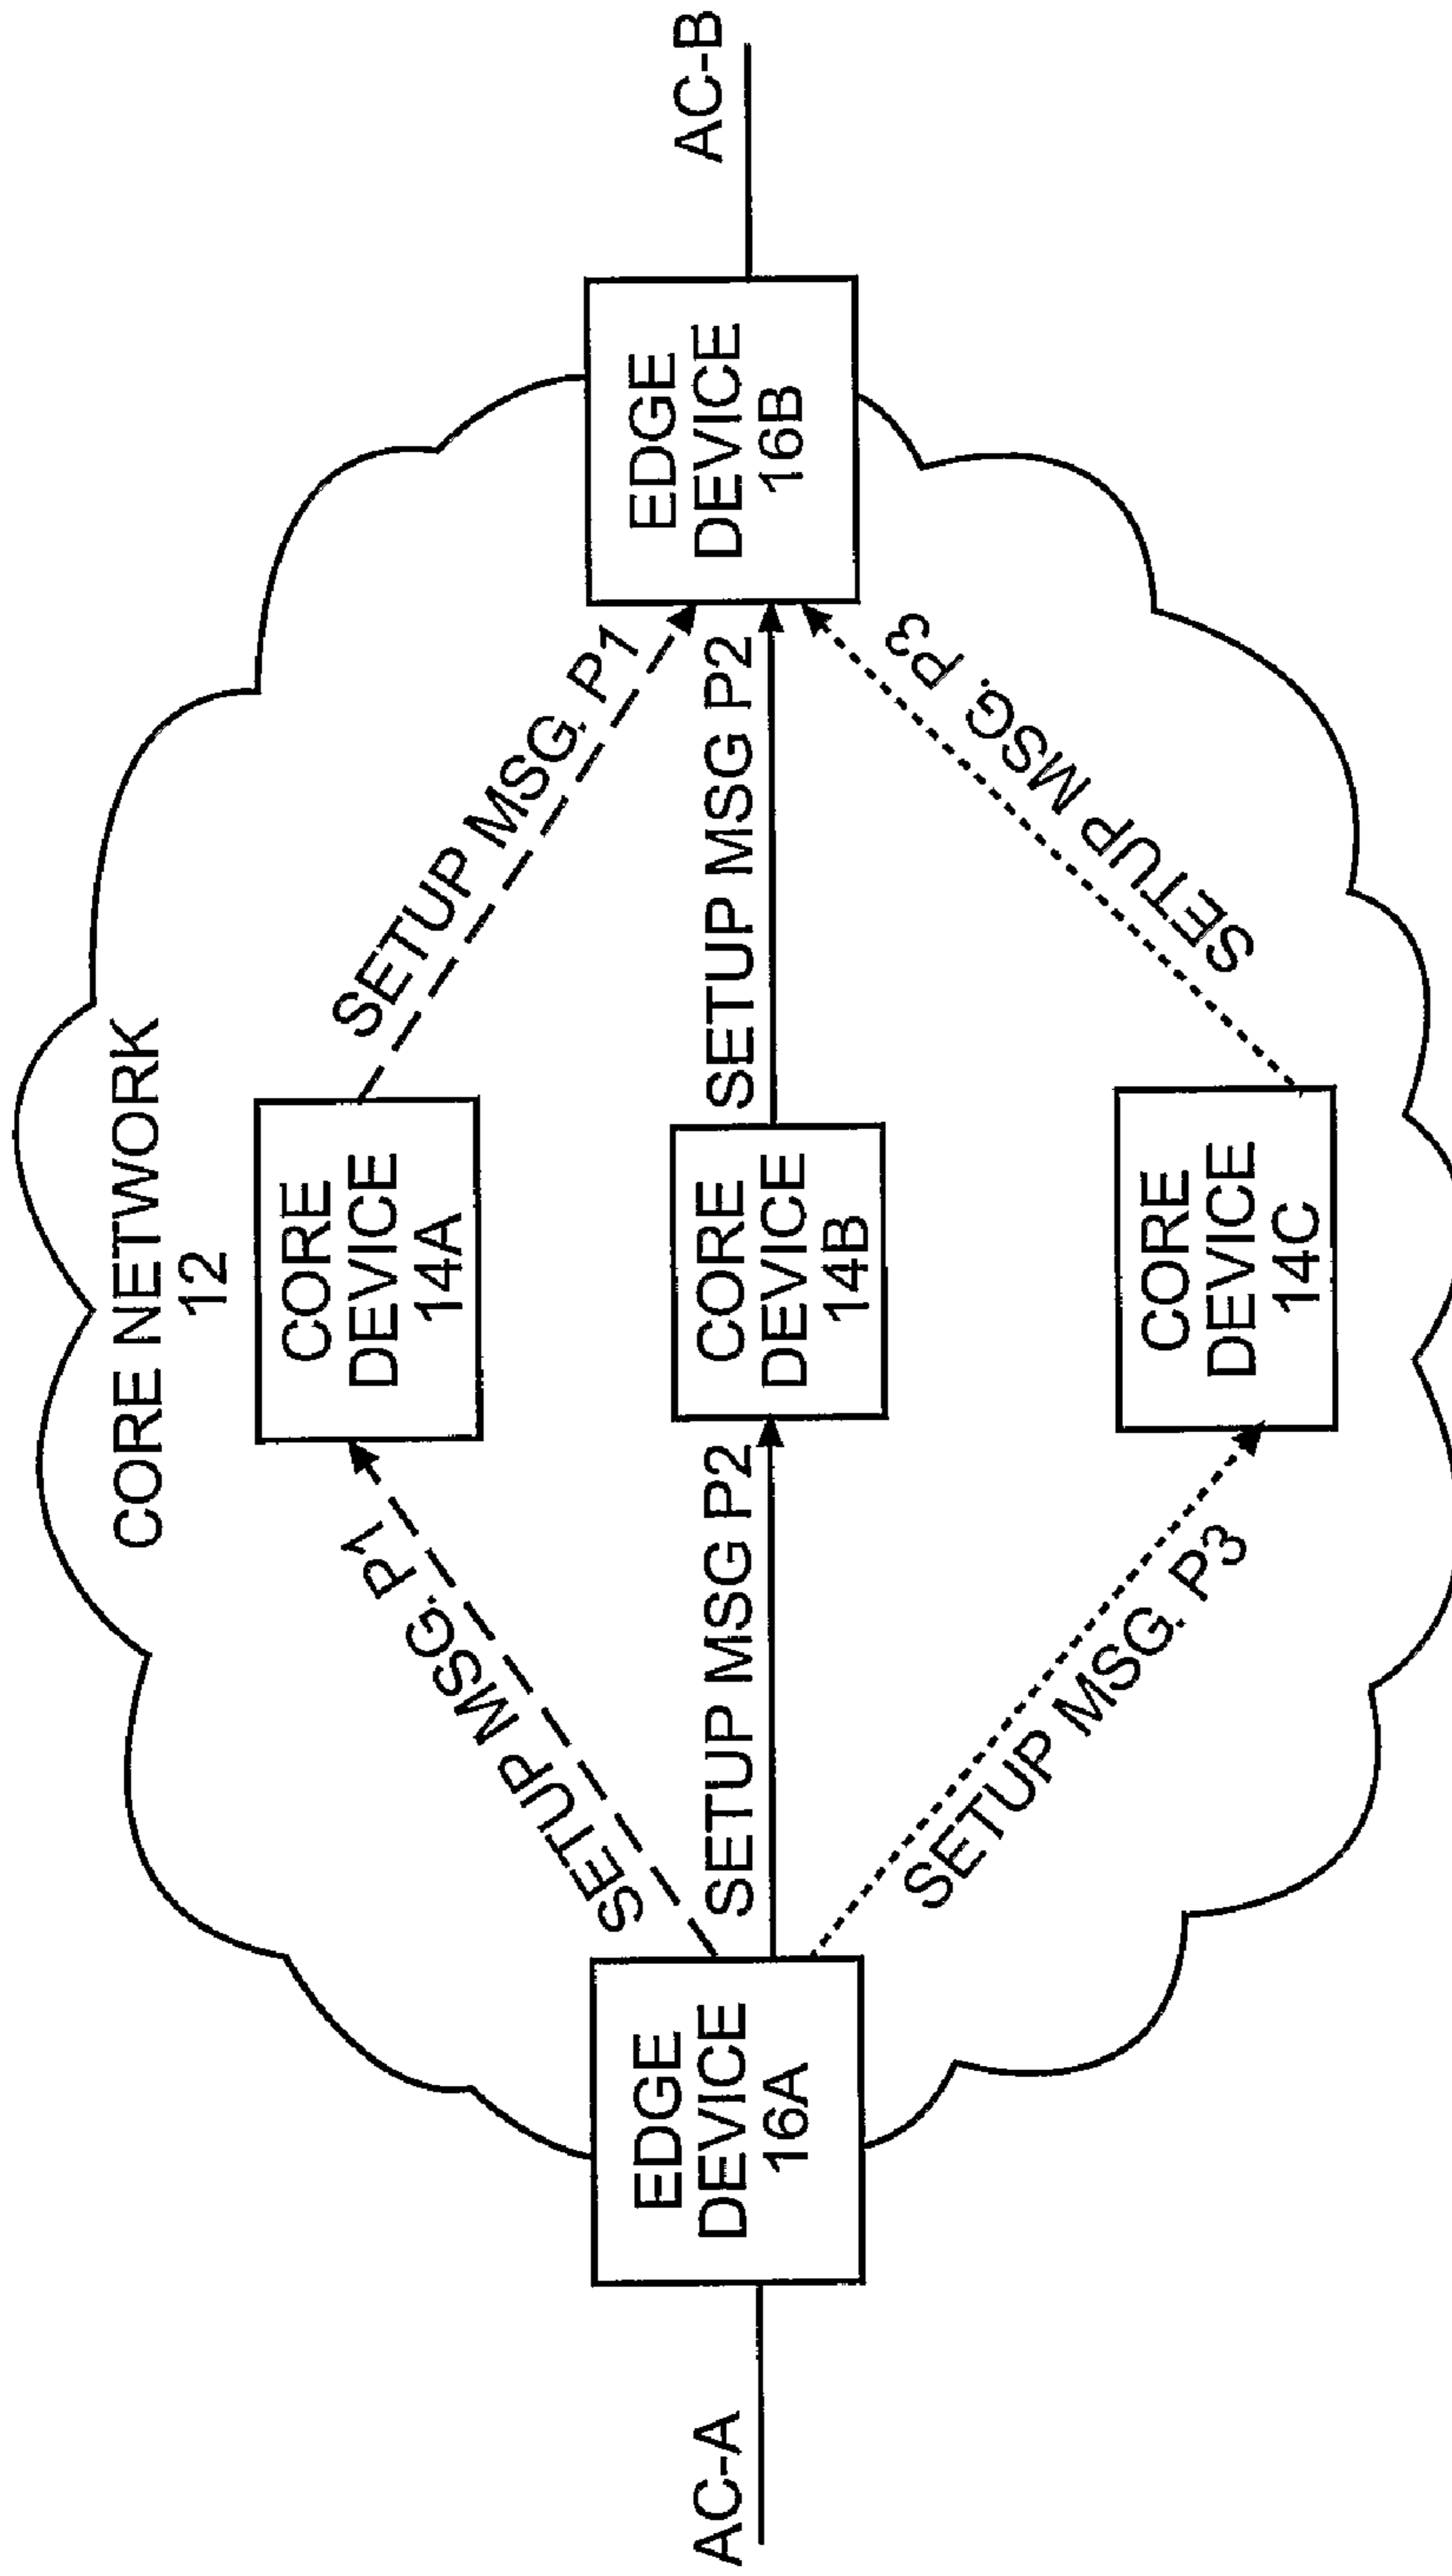 CORE NETWORK
12
CORE
DEVICE
14A
SETUP MSG. P1
SETUP MSG. P1
AC-A
EDGE
DEVICE
16A
SETUP MSG P2
CORE
DEVICE
14B
SETUP MSG P2
EDGE
DEVICE
16B
AC-B
SETUP MSG. P3
SETUP MSG. P3
CORE
DEVICE
14C